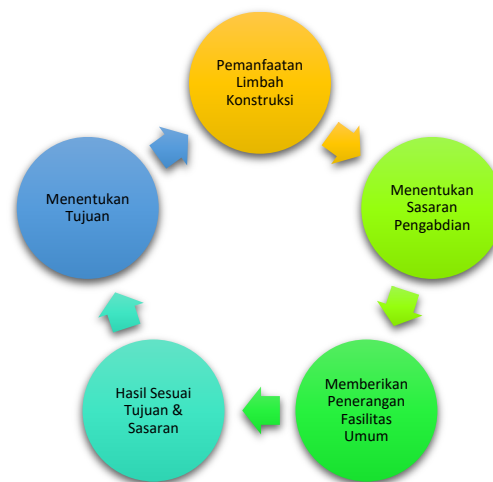 Pemanfaatan
Limbah
Konstruksi
Menentukan
Sasaran
Pengabdian
Memberikan
Penerangan
Fasilitas
Umum
Hasil Sesuai
Tujuan &
Sasaran
Menentukan
Tujuan